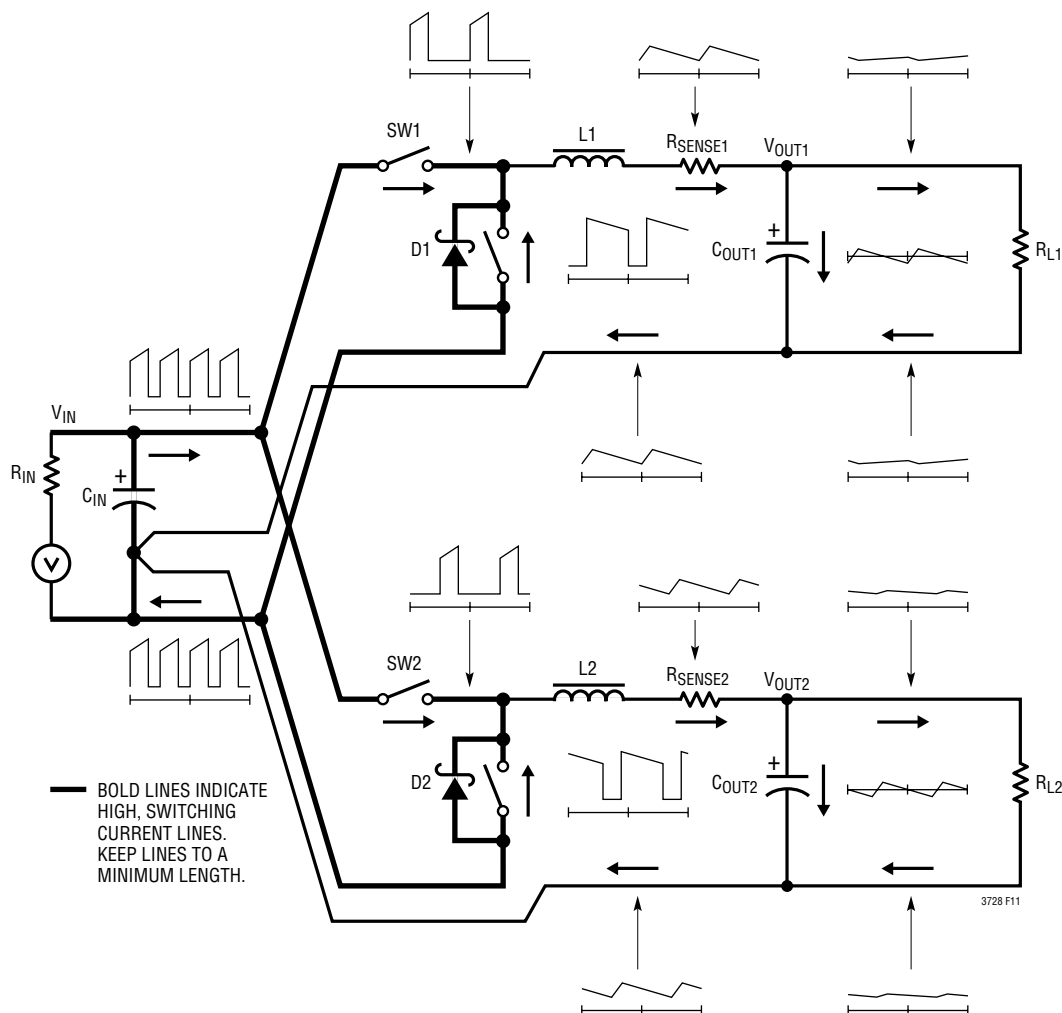 SW1
L1
RSENSE1
VOUT1
D1
+
COUT1
RL1
VIN
RIN
+
CIN
V
SW2
L2
RSENSE2
VOUT2
D2
+
COUT2
RL2
BOLD LINES INDICATE
HIGH, SWITCHING
CURRENT LINES.
KEEP LINES TO A
MINIMUM LENGTH.
3728 F11